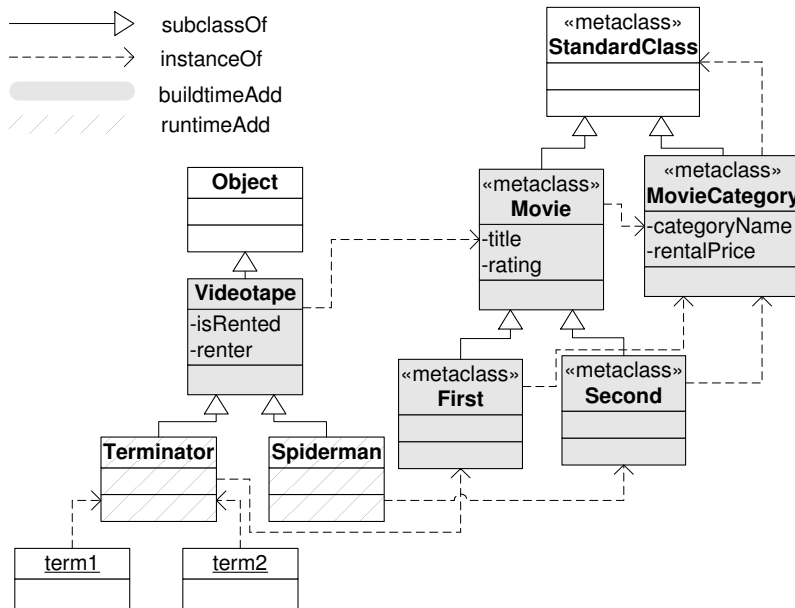 subclassOf
instanceOf
buildtimeAdd
runtimeAdd
«metaclass»
StandardClass
Object
«metaclass»
Movie
-title
-rating
«metaclass»
MovieCategory
-categoryName
-rentalPrice
Videotape
-isRented
-renter
«metaclass»
First
«metaclass»
Second
Terminator
Spiderman
term1
term2